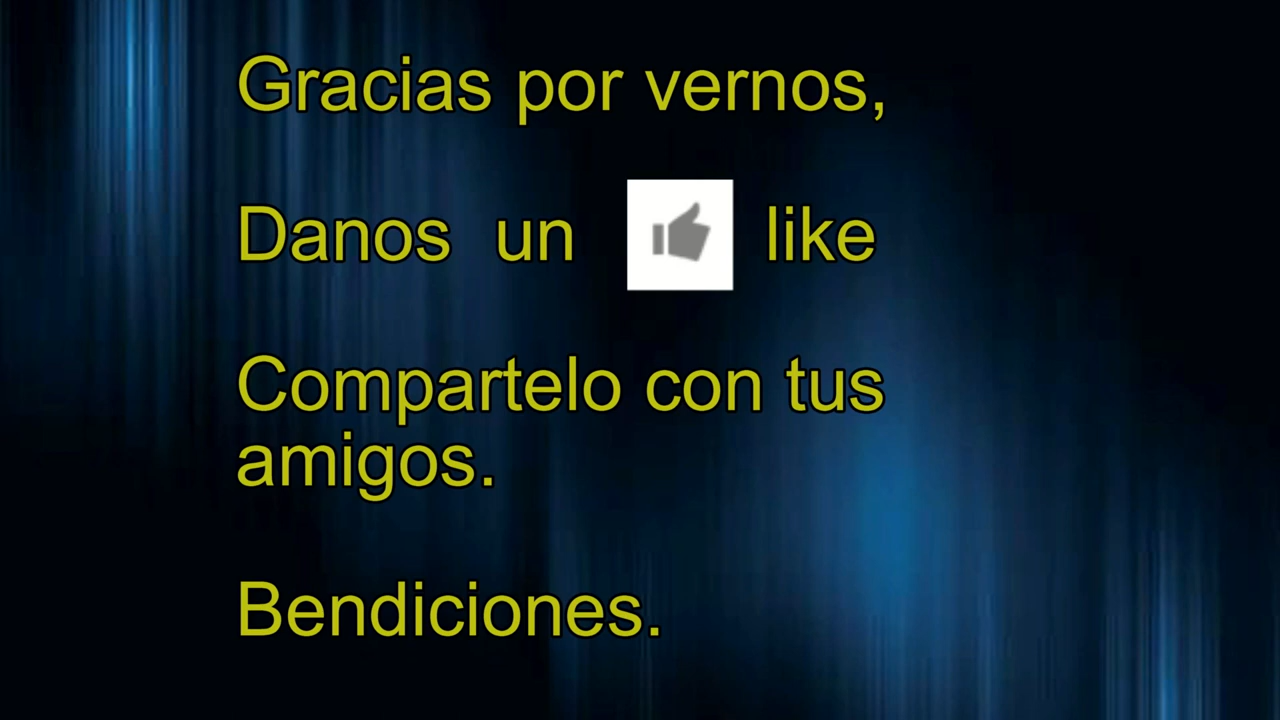 Gracias por vernos,
Danos un like
Compartelo con tus
amigos.
Bendiciones.